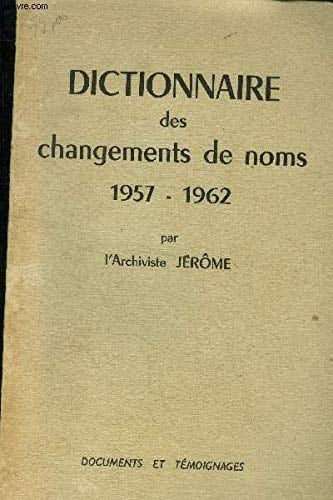 DICTIONNAIRE
des
changements de noms
1957 - 1962
par
l'Archiviste JÉRÔME
DOCUMENTS ET TÉMOIGNAGES